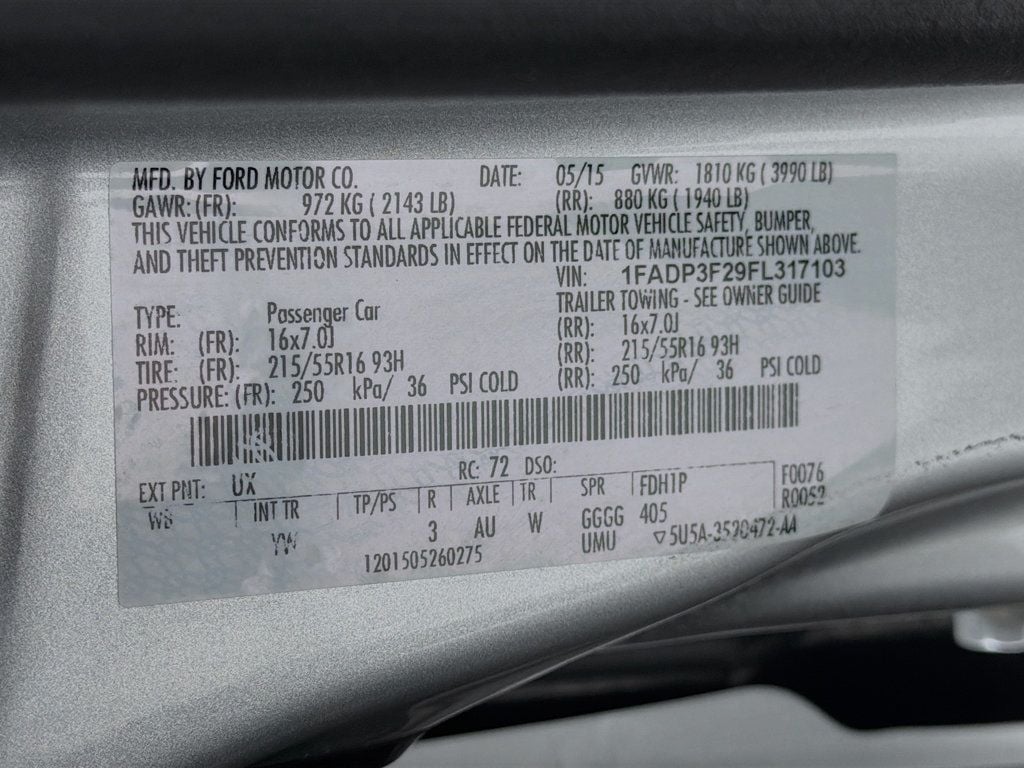 MFD. BY FORD MOTOR CO. DATE: 05/15 GVWR: 1810 KG ( 3990 LB)
GAWR: (FR): 972 KG ( 2143 LB) (RR): 880 KG ( 1940 LB)
THIS VEHICLE CONFORMS TO ALL APPLICABLE FEDERAL MOTOR VEHICLE SAFETY, BUMPER,
AND THEFT PREVENTION STANDARDS IN EFFECT ON THE DATE OF MANUFACTURE SHOWN ABOVE.
VIN: 1FADP3F29FL317103
TYPE: Passenger Car TRAILER TOWING - SEE OWNER GUIDE
RIM: (FR): 16x7.0J (RR): 16x7.0J
TIRE: (FR): 215/55R16 93H (RR): 215/55R16 93H
PRESSURE: (FR): 250 kPa/ 36 PSI COLD (RR): 250 kPa/ 36 PSI COLD
RC: 72 DSO:
EXT PNT: UX FDH1P F0076
WB INT TR TP/PS R AXLE TR SPR 405 R0052
YW 3 AU W GGGG
1201505260275 UMU